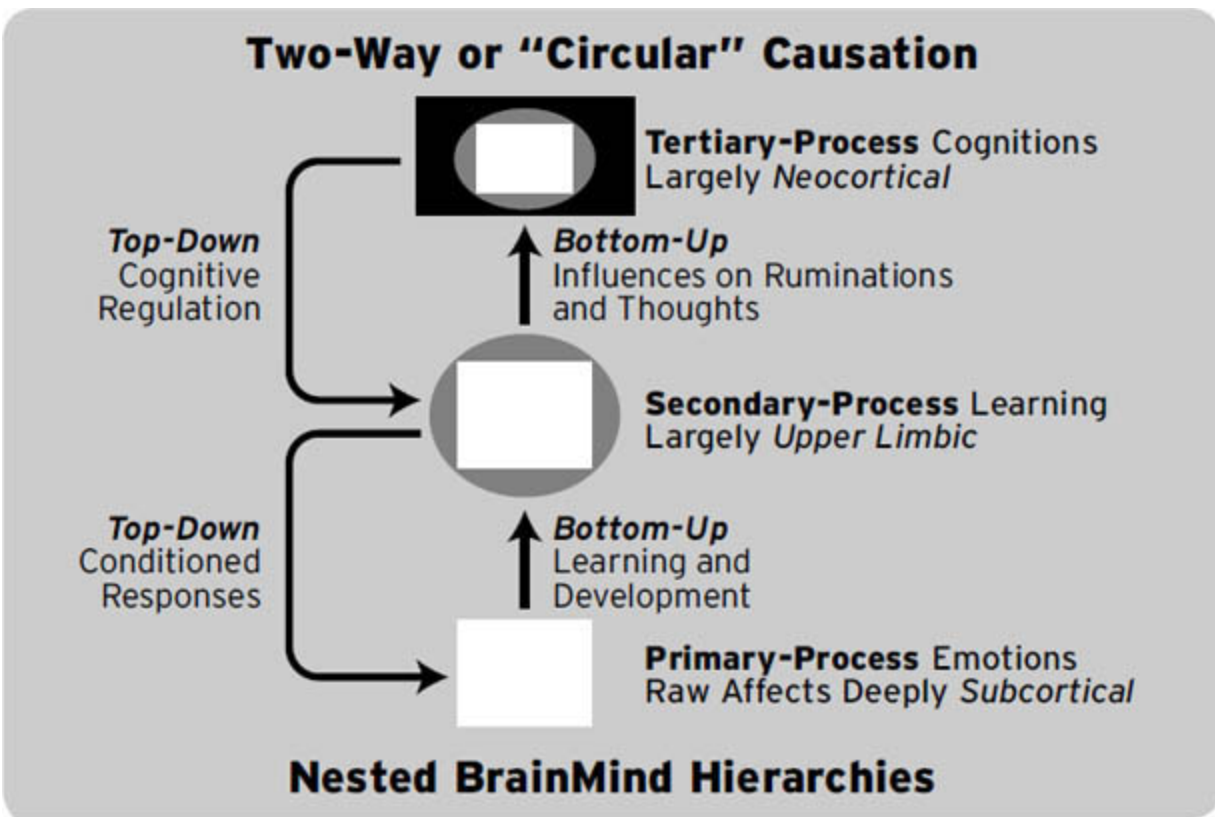 Two-Way or “Circular” Causation
Tertiary-Process Cognitions
Largely Neocortical
Top-Down
Cognitive
Regulation
Bottom-Up
Influences on Ruminations
and Thoughts
Secondary-Process Learning
Largely Upper Limbic
Top-Down
Conditioned
Responses
Bottom-Up
Learning and
Development
Primary-Process Emotions
Raw Affects Deeply Subcortical
Nested BrainMind Hierarchies